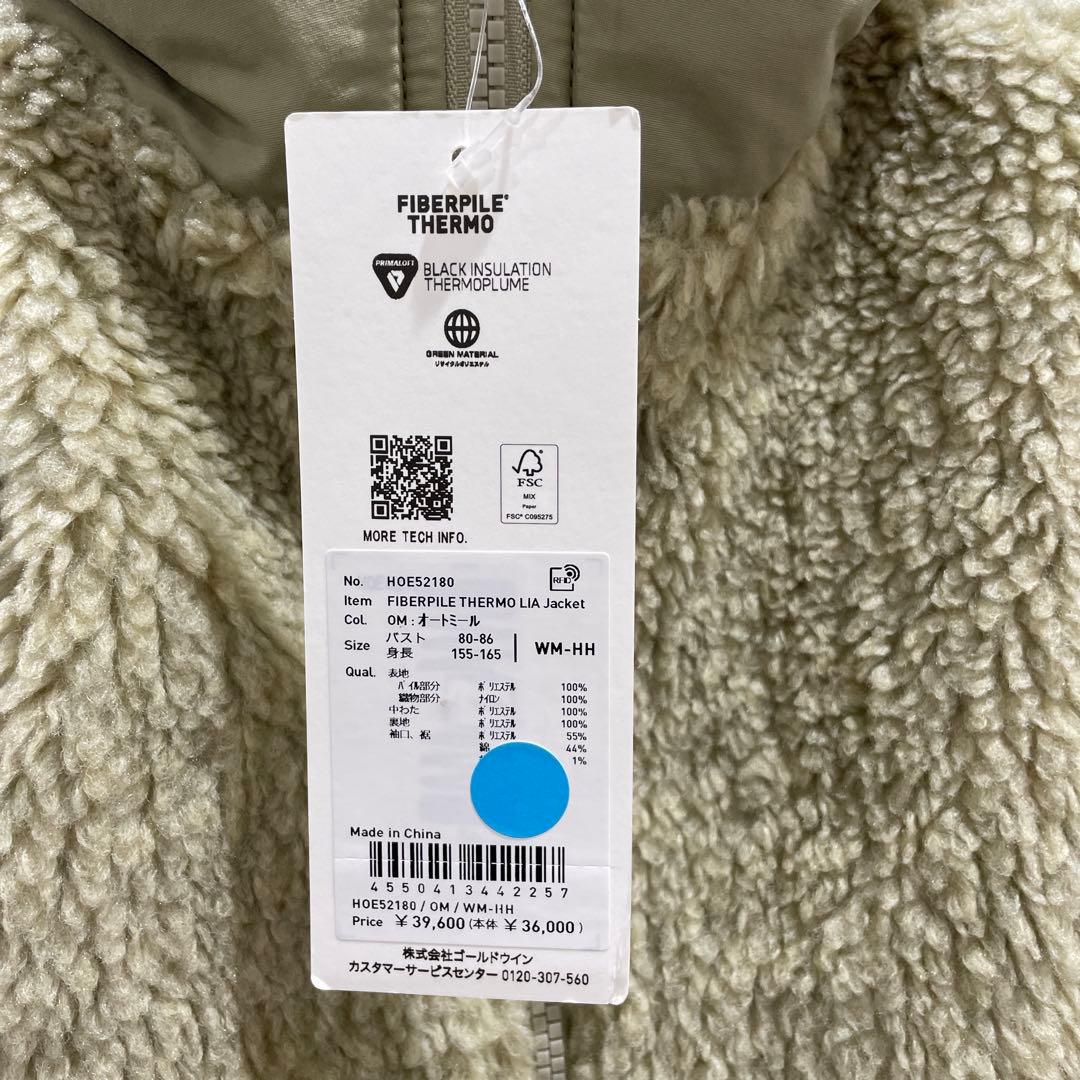 FIBERPILE®
THERMO
PRIMALOFT
BLACK INSULATION
THERMOPLUME
GREEN MATERIAL
リサイクルポリエステル
FSC
MIX
Paper
FSC® C095275
MORE TECH INFO.
No. HOE52180
RFID
Item FIBERPILE THERMO LIA Jacket
Col. OM : オートミール
Size バスト 80-86
身長 155-165
WM-HH
Qual. 表地
パイル部分 ポリエステル 100%
織物部分 ナイロン 100%
中わた ポリエステル 100%
裏地 ポリエステル 100%
袖口、裾 ポリエステル 55%
綿 44%
1%
Made in China
4550413442257
HOE52180 / OM / WM-HH
Price ¥ 39,600 (本体 ¥ 36,000 )
株式会社ゴールドウイン
カスタマーサービスセンター 0120-307-560